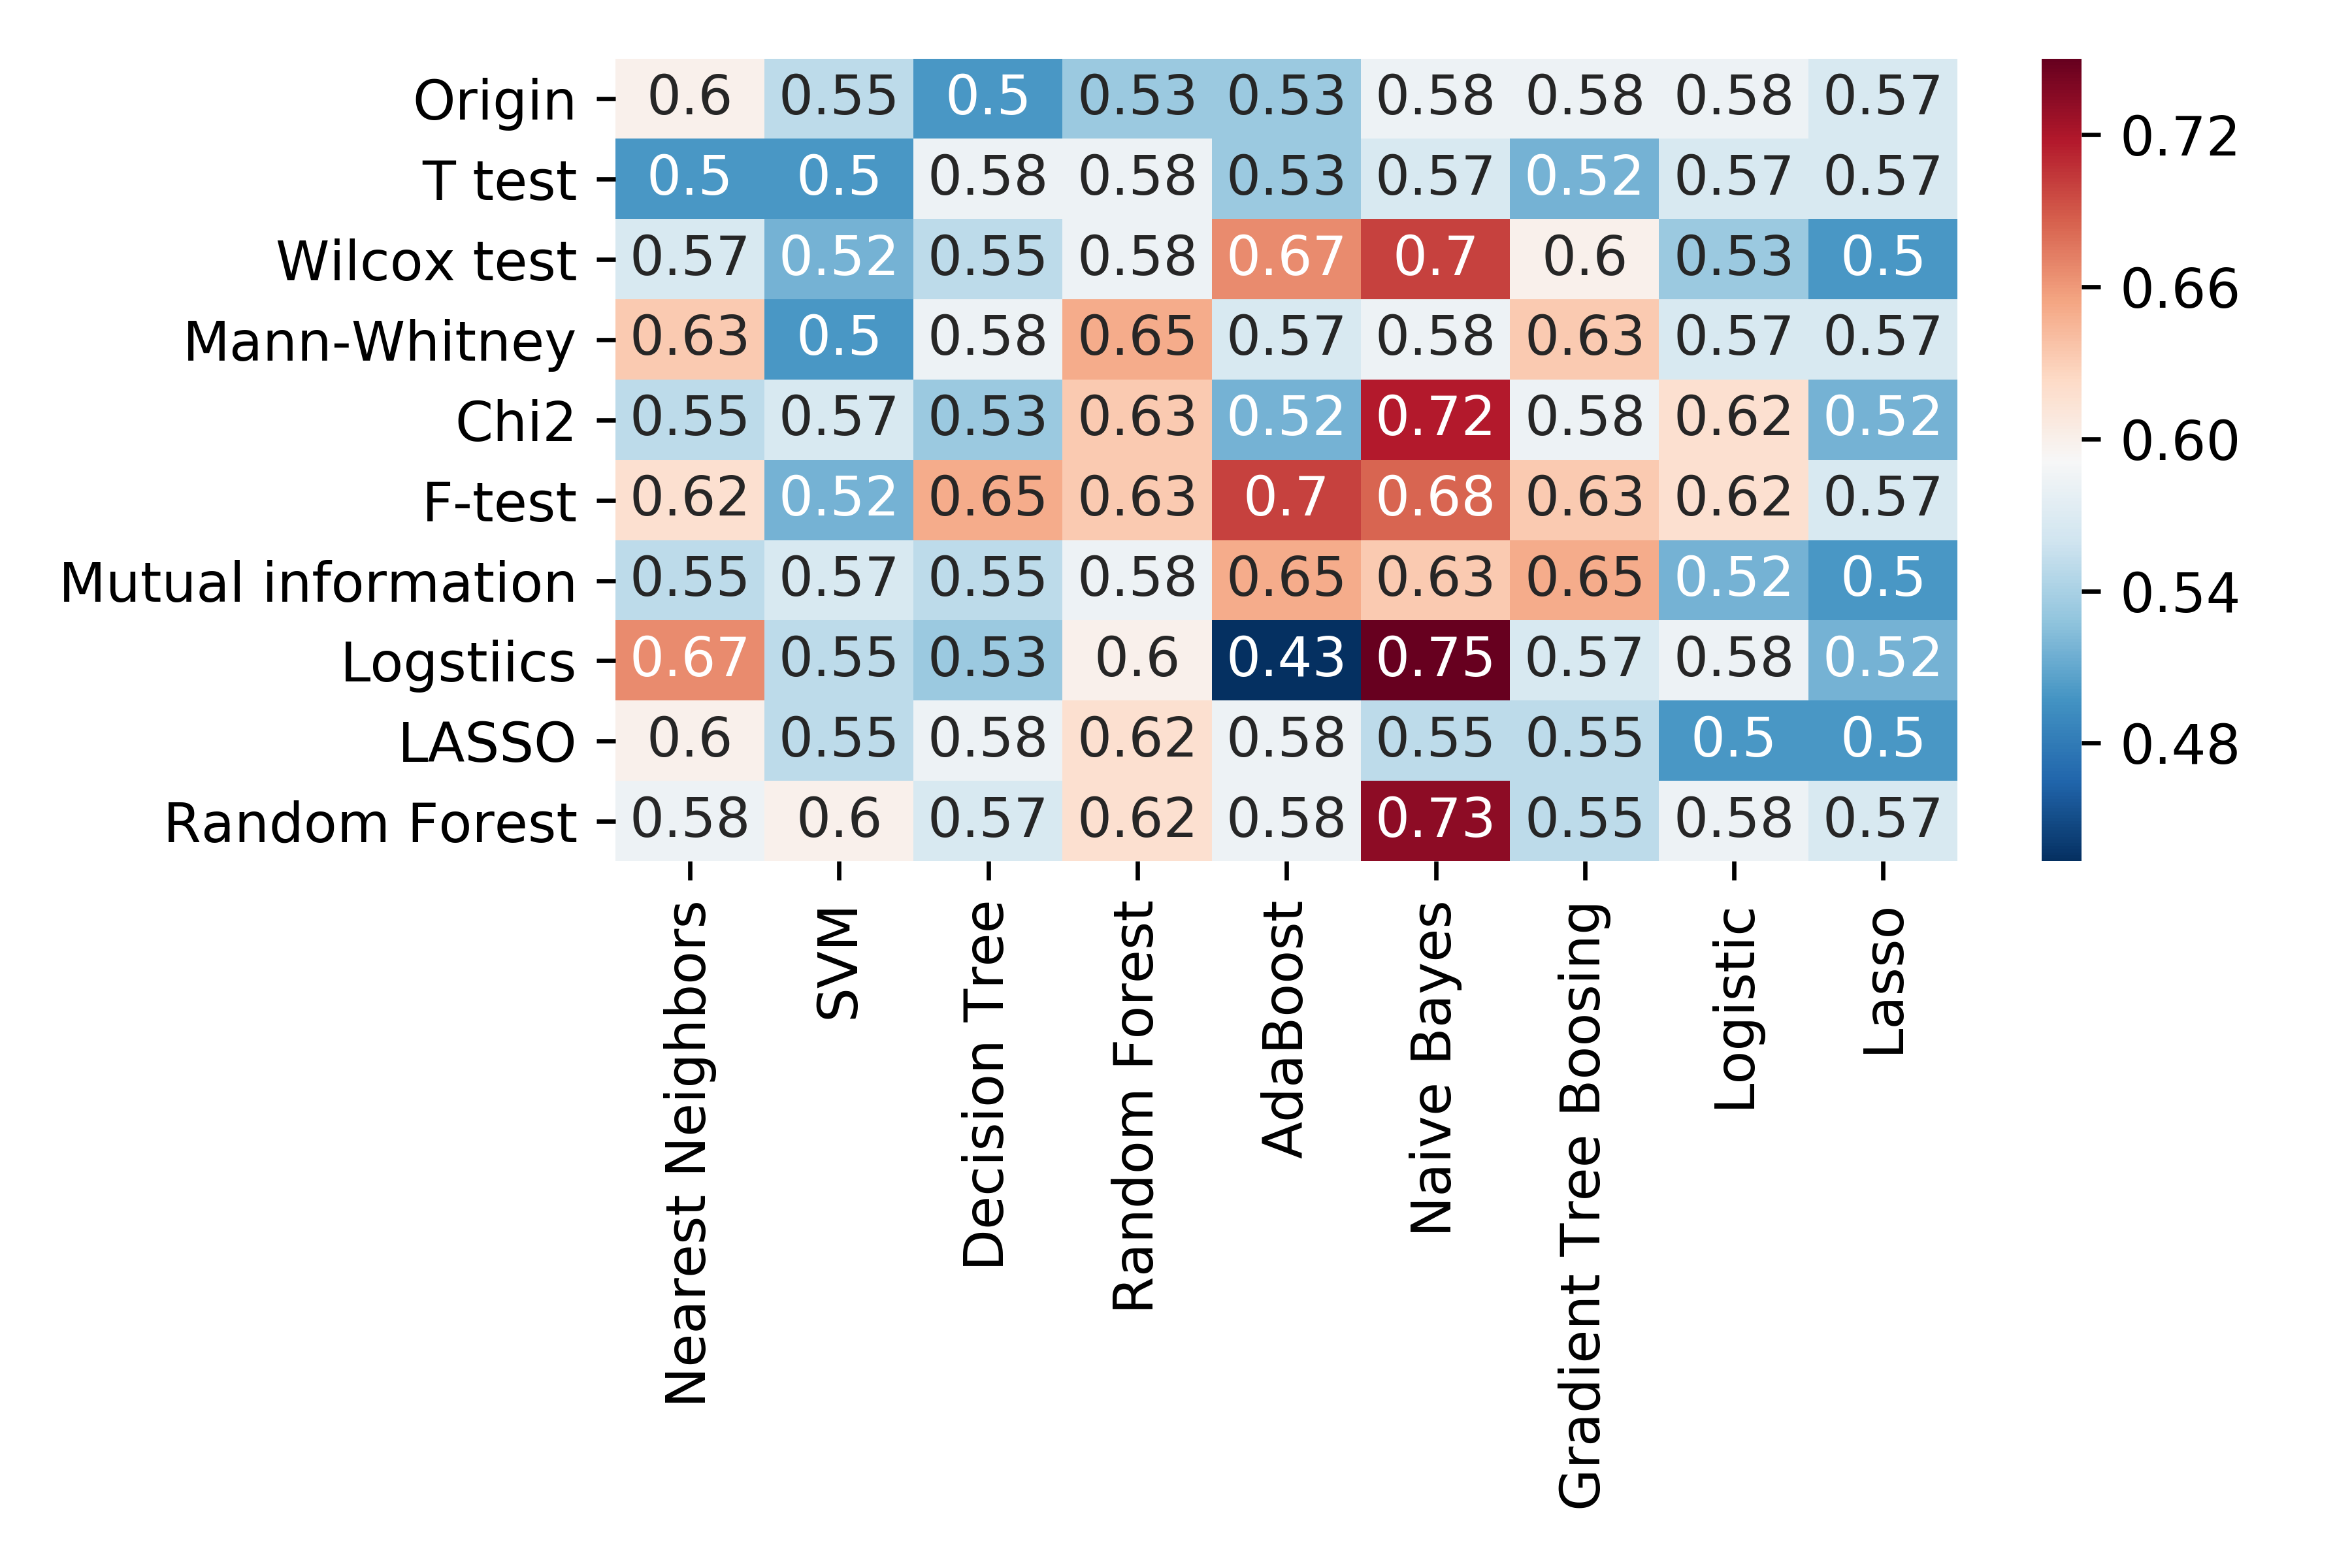 Origin 0.6 0.55 0.5 0.53 0.53 0.58 0.58 0.58 0.57
T test 0.5 0.5 0.58 0.58 0.53 0.57 0.52 0.57 0.57
Wilcox test 0.57 0.52 0.55 0.58 0.67 0.7 0.6 0.53 0.5
Mann-Whitney 0.63 0.5 0.58 0.65 0.57 0.58 0.63 0.57 0.57
Chi2 0.55 0.57 0.53 0.63 0.52 0.72 0.58 0.62 0.52
F-test 0.62 0.52 0.65 0.63 0.7 0.68 0.63 0.62 0.57
Mutual information 0.55 0.57 0.55 0.58 0.65 0.63 0.65 0.52 0.5
Logstiics 0.67 0.55 0.53 0.6 0.43 0.75 0.57 0.58 0.52
LASSO 0.6 0.55 0.58 0.62 0.58 0.55 0.55 0.5 0.5
Random Forest 0.58 0.6 0.57 0.62 0.58 0.73 0.55 0.58 0.57
Nearest Neighbors
SVM
Decision Tree
Random Forest
AdaBoost
Naive Bayes
Gradient Tree Boosing
Logistic
Lasso
0.72
0.66
0.60
0.54
0.48